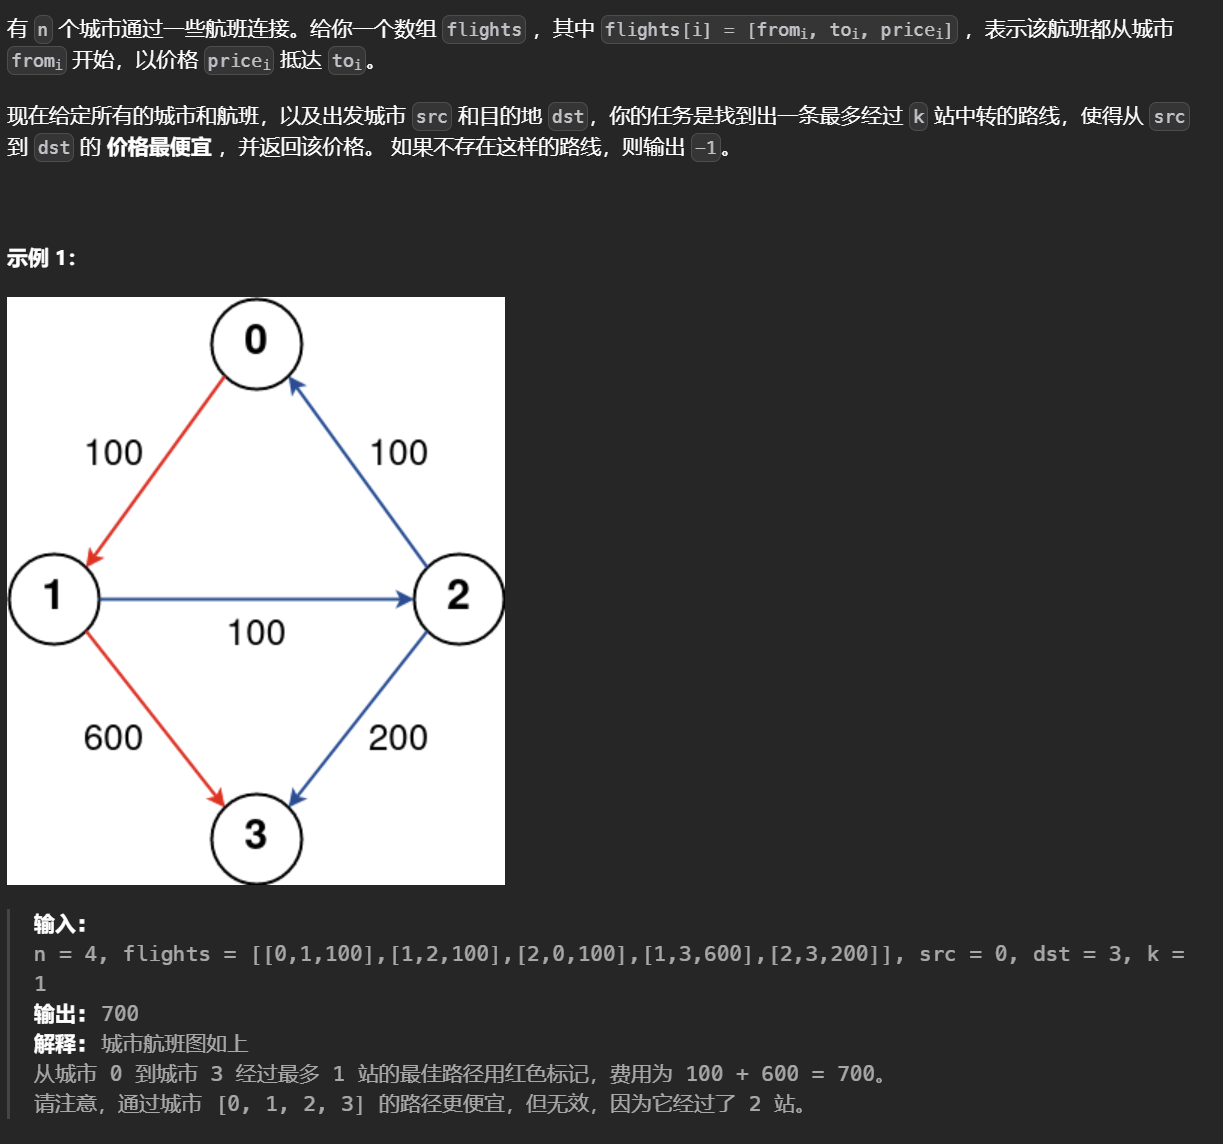 有 n 个城市通过一些航班连接。给你一个数组 flights ，其中 flights[i] = [fromi, toi, pricei] ，表示该航班都从城市
fromi 开始，以价格 pricei 抵达 toi。
现在给定所有的城市和航班，以及出发城市 src 和目的地 dst，你的任务是找到出一条最多经过 k 站中转的路线，使得从 src
到 dst 的 价格最便宜 ，并返回该价格。 如果不存在这样的路线，则输出 -1。
示例 1：
0
100
100
1
2
100
600
200
3
输入：
n = 4, flights = [[0,1,100],[1,2,100],[2,0,100],[1,3,600],[2,3,200]], src = 0, dst = 3, k =
1
输出： 700
解释： 城市航班图如上
从城市 0 到城市 3 经过最多 1 站的最佳路径用红色标记，费用为 100 + 600 = 700。
请注意，通过城市 [0, 1, 2, 3] 的路径更便宜，但无效，因为它经过了 2 站。